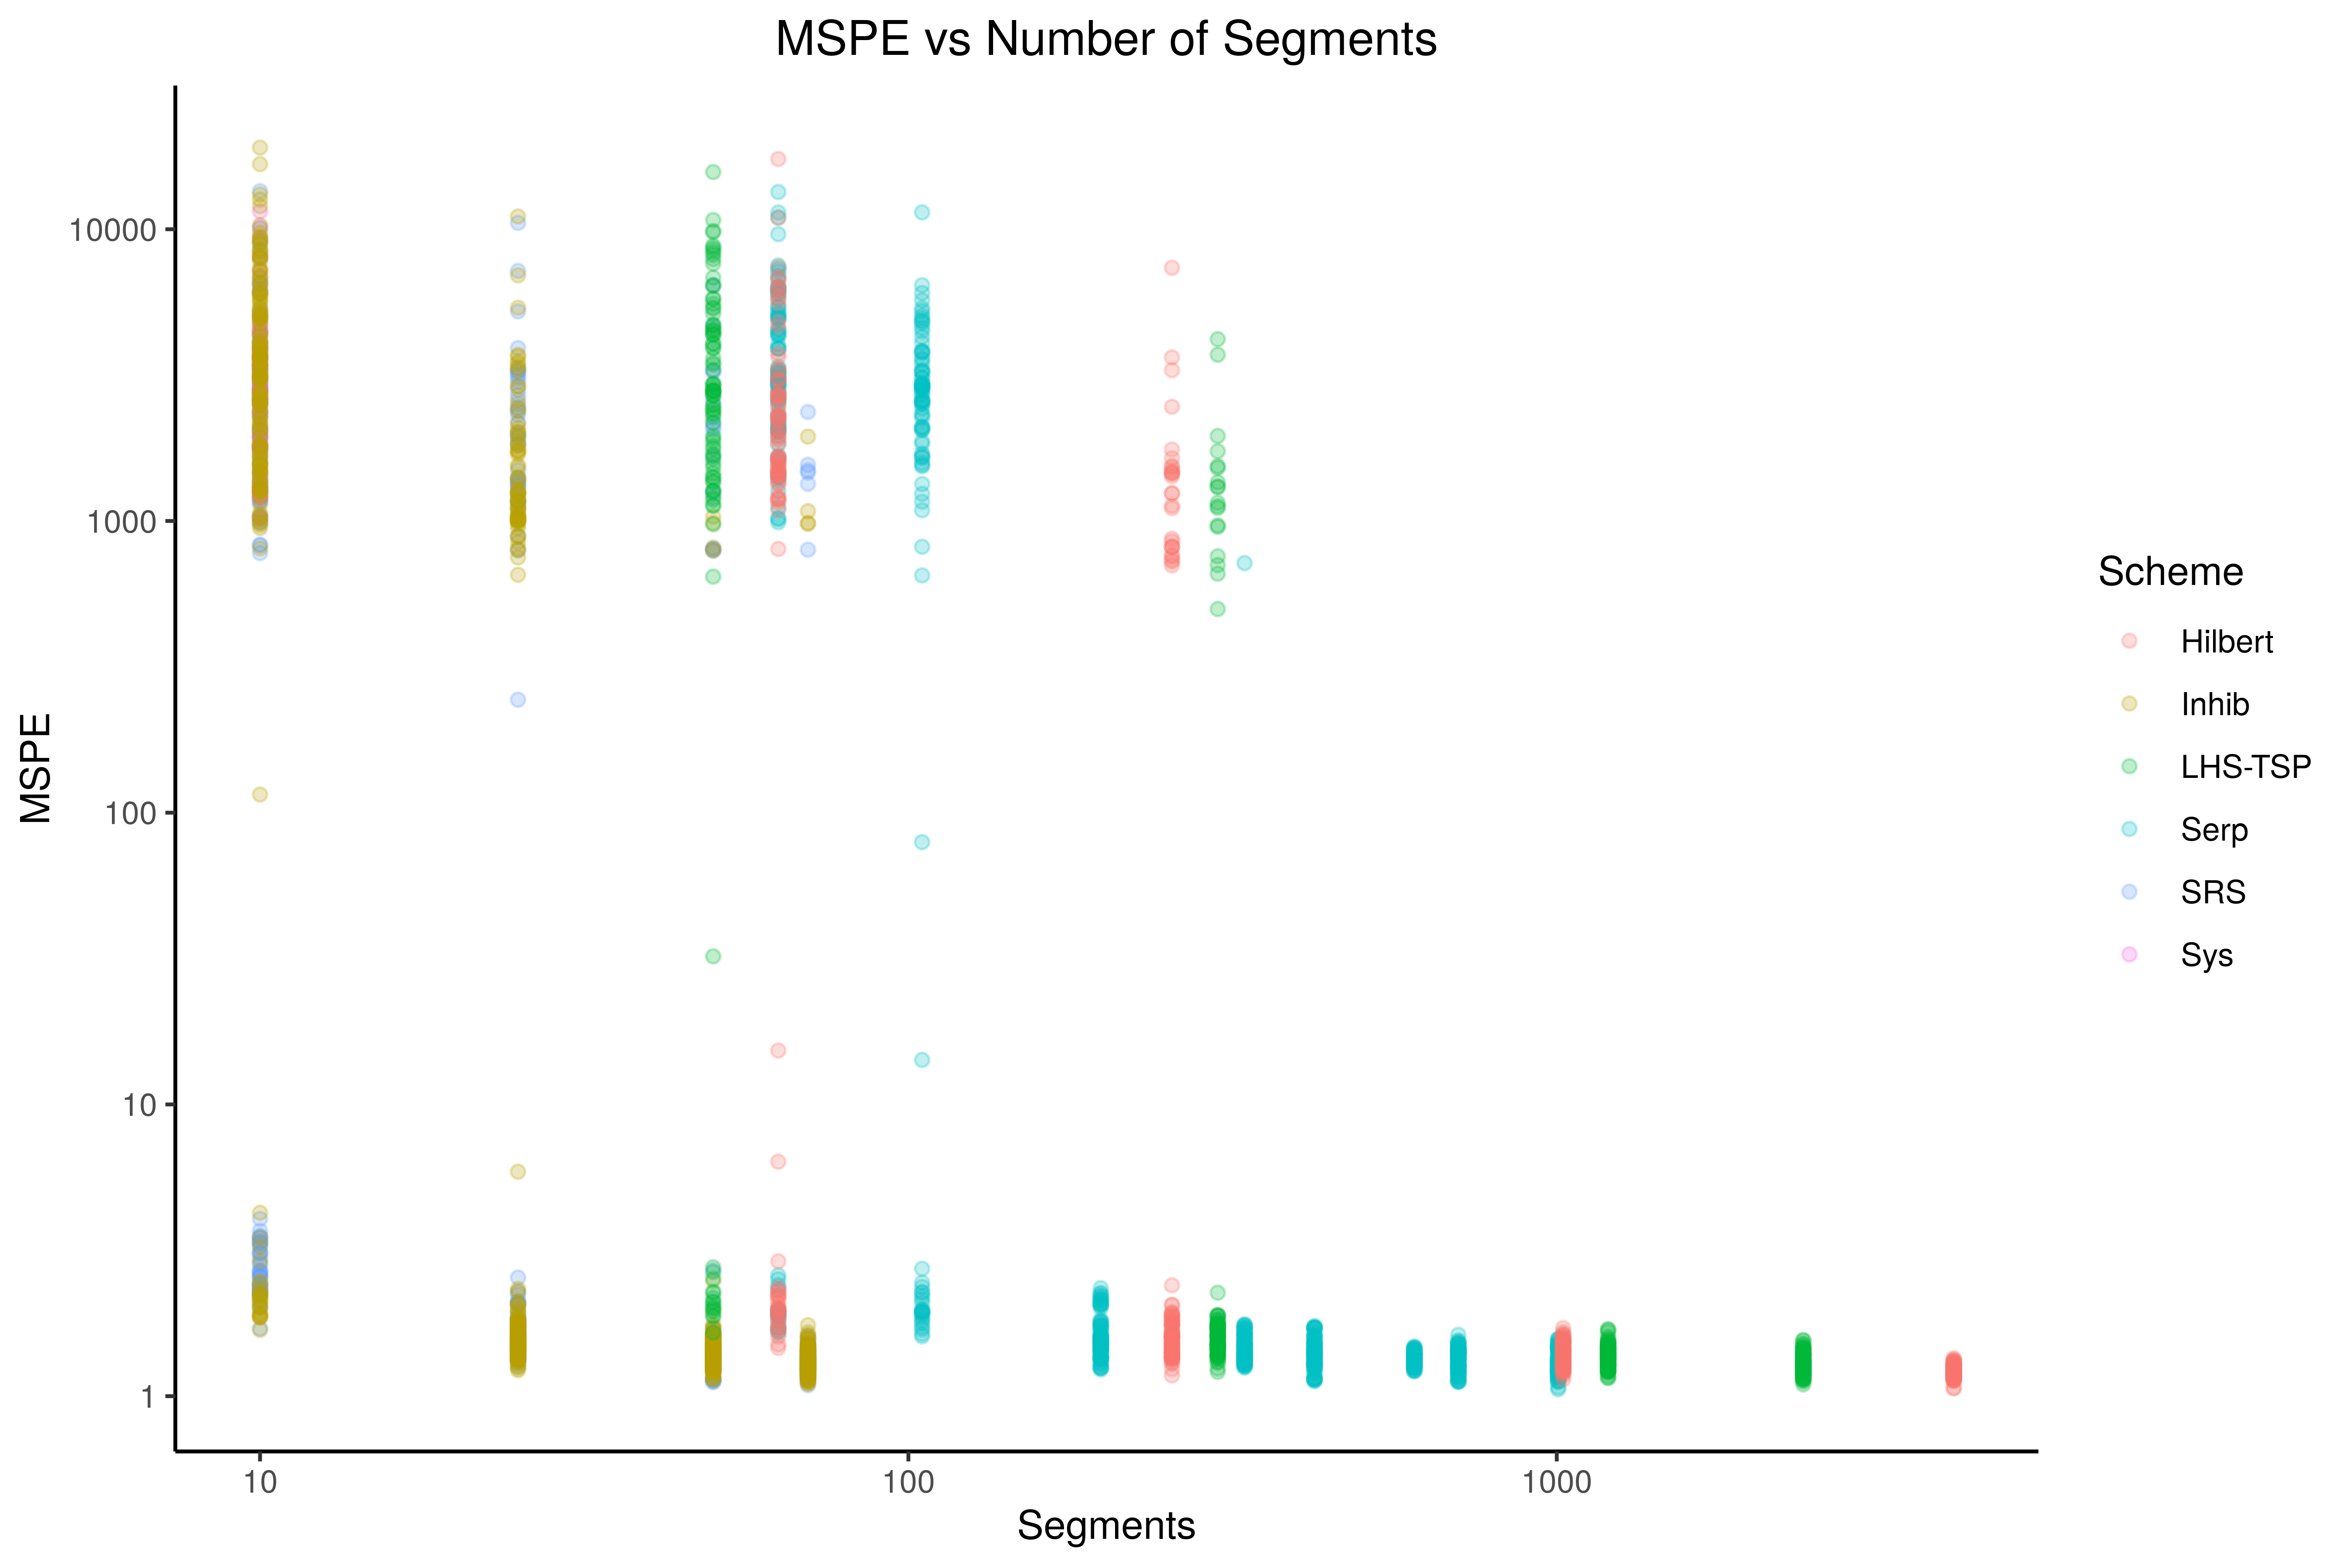 MSPE vs Number of Segments
MSPE
10000
1000
100
10
1
10
100
1000
Segments
Scheme
Hilbert
Inhib
LHS-TSP
Serp
SRS
Sys